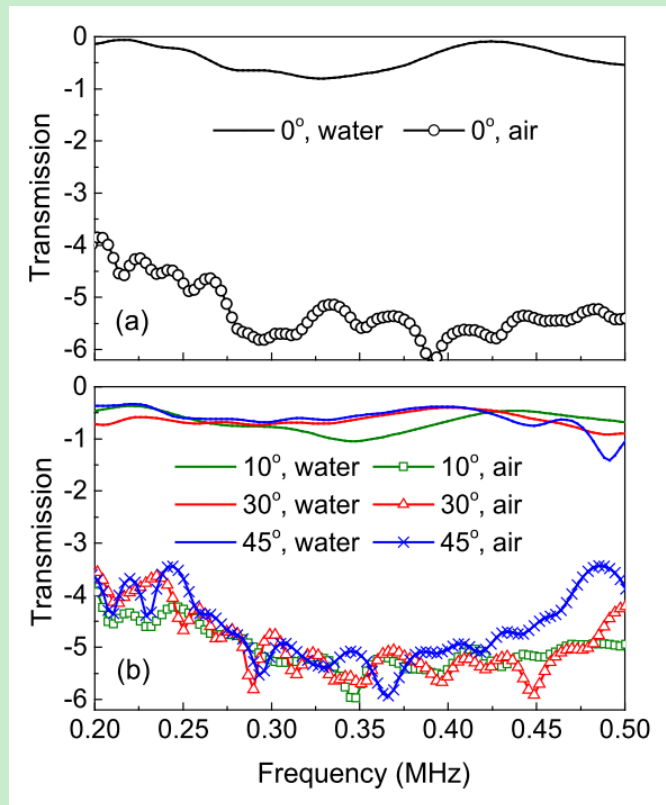 0
-1
-2
-3
-4
-5
-6
Transmission
0°, water 0°, air
(a)
0
-1
-2
-3
-4
-5
-6
Transmission
10°, water 10°, air
30°, water 30°, air
45°, water 45°, air
(b)
0.20 0.25 0.30 0.35 0.40 0.45 0.50
Frequency (MHz)